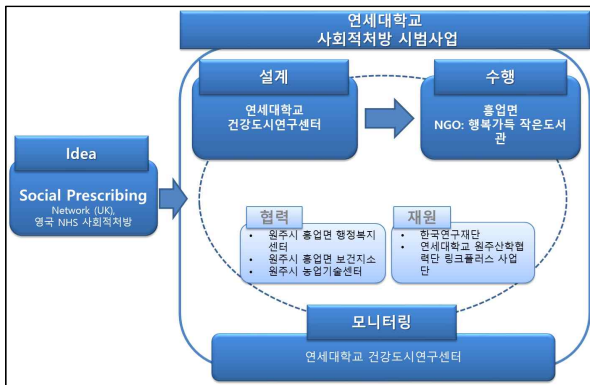 연세대학교
사회적처방 시범사업
설계
연세대학교
건강도시연구센터
수행
흥업면
NGO: 행복가득 작은도서
관
Idea
Social Prescribing
Network (UK),
영국 NHS 사회적처방
협력
• 원주시 흥업면 행정복지
센터
• 원주시 흥업면 보건지소
• 원주시 농업기술센터
재원
• 한국연구재단
• 연세대학교 원주산학협
력단 링크플러스 사업
단
모니터링
연세대학교 건강도시연구센터